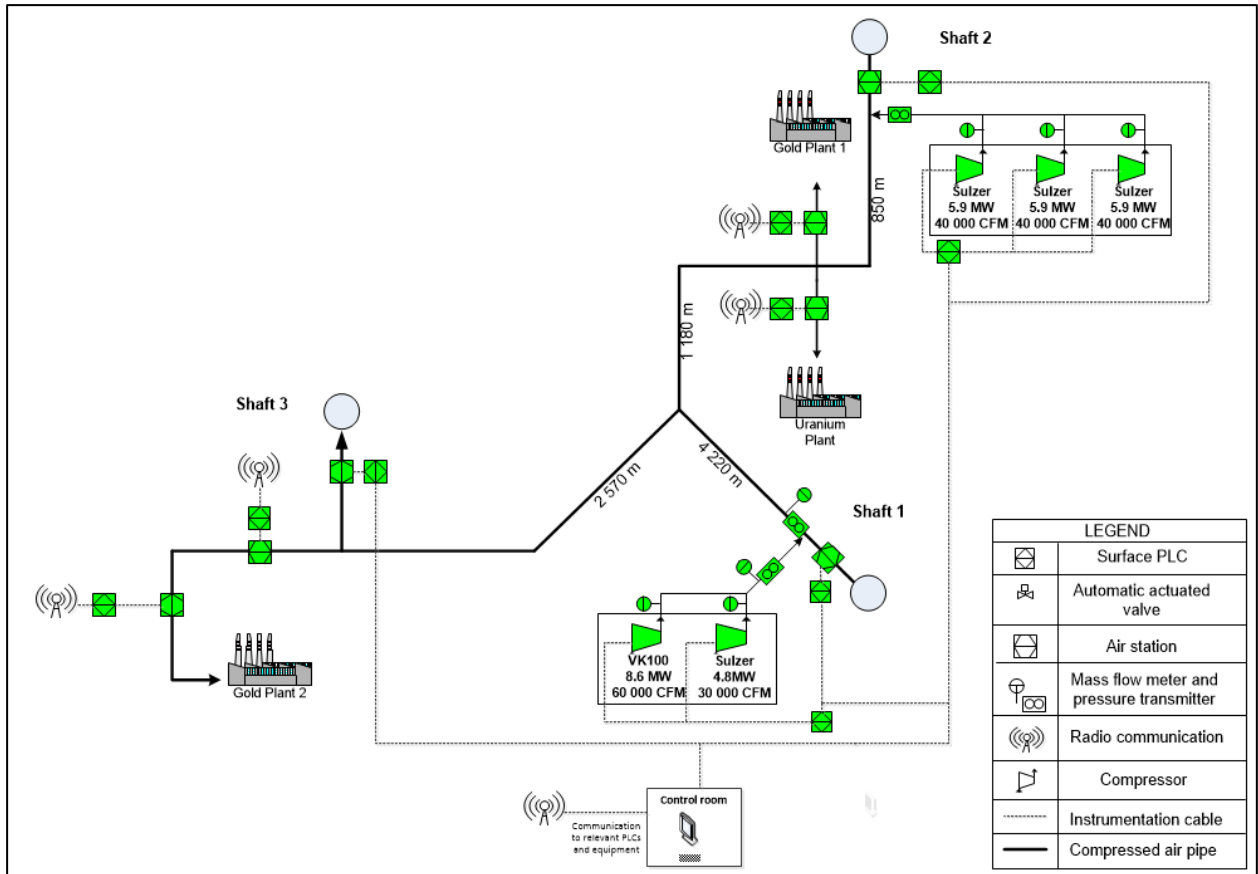 Shaft 2
Gold Plant 1
850 m
Sulzer
5.9 MW
40 000 CFM
Sulzer
5.9 MW
40 000 CFM
Sulzer
5.9 MW
40 000 CFM
1 180 m
Uranium
Plant
Shaft 3
2 570 m
4 220 m
Shaft 1
VK100
8.6 MW
60 000 CFM
Sulzer
4.8MW
30 000 CFM
Gold Plant 2
Communication
to relevant PLCs
and equipment
Control room
LEGEND
Surface PLC
Automatic actuated
valve
Air station
Mass flow meter and
pressure transmitter
Radio communication
Compressor
Instrumentation cable
Compressed air pipe